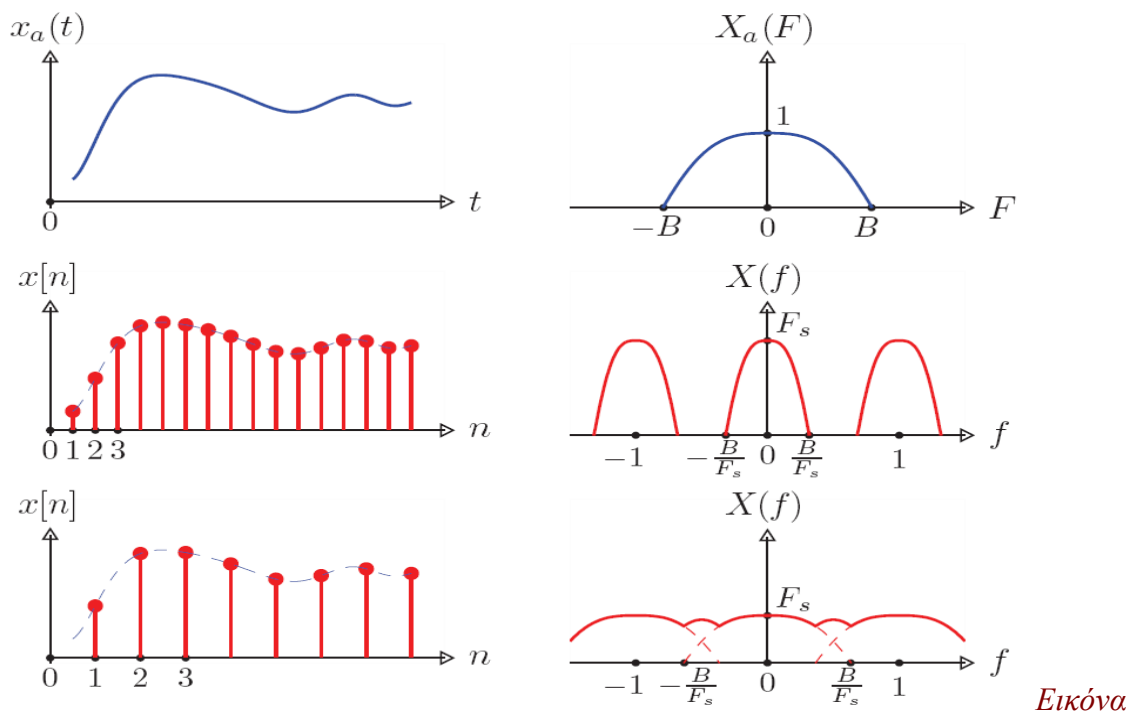 x_a(t)
0
t
X_a(F)
1
−B
0
B
F
x[n]
0 1 2 3
n
X(f)
F_s
−1
−B/F_s
0
B/F_s
1
f
x[n]
0
1
2
3
n
X(f)
F_s
−1
−B/F_s
0
B/F_s
1
f
Εικόνα